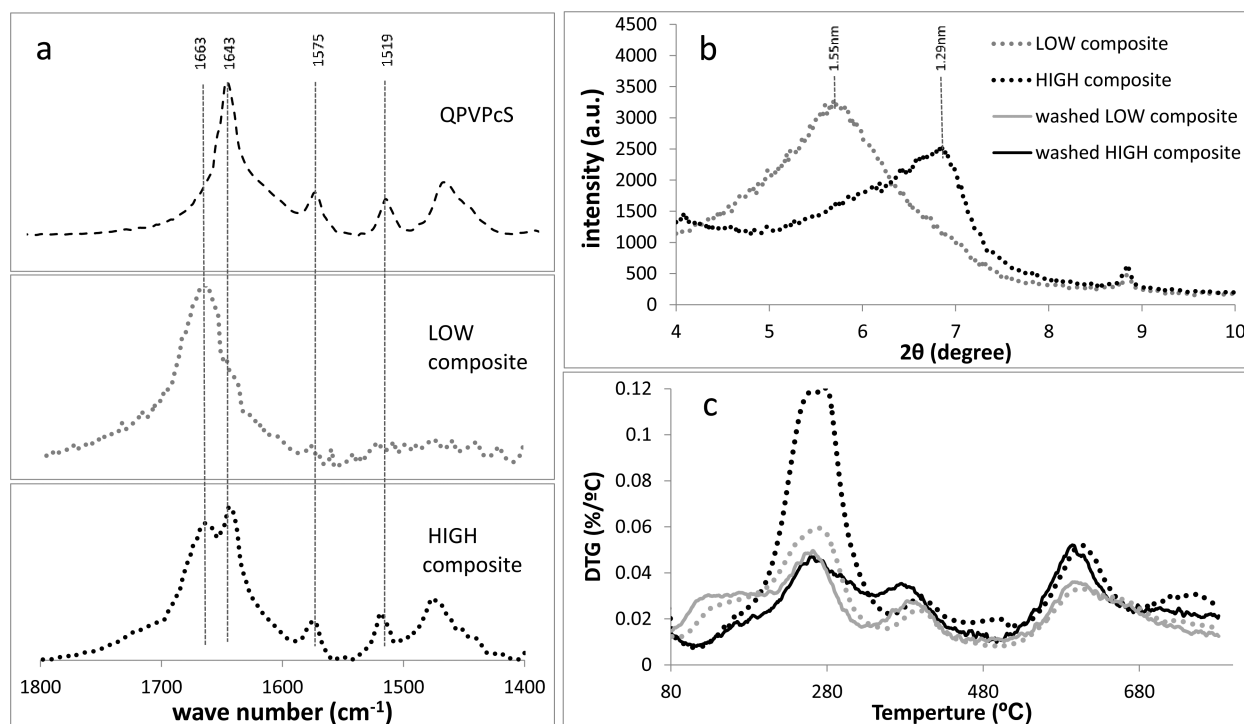 a
1663
1643
1575
1519
QPVPcS
LOW
composite
HIGH
composite
1800
1700
1600
1500
1400
wave number (cm⁻¹)
b
4500
4000
3500
3000
2500
2000
1500
1000
500
0
intensity (a.u.)
1.55nm
1.29nm
LOW composite
HIGH composite
washed LOW composite
washed HIGH composite
4
5
6
7
8
9
10
2θ (degree)
c
0.12
0.1
0.08
0.06
0.04
0.02
0
DTG (%/ºC)
80
280
480
680
Temperture (ºC)